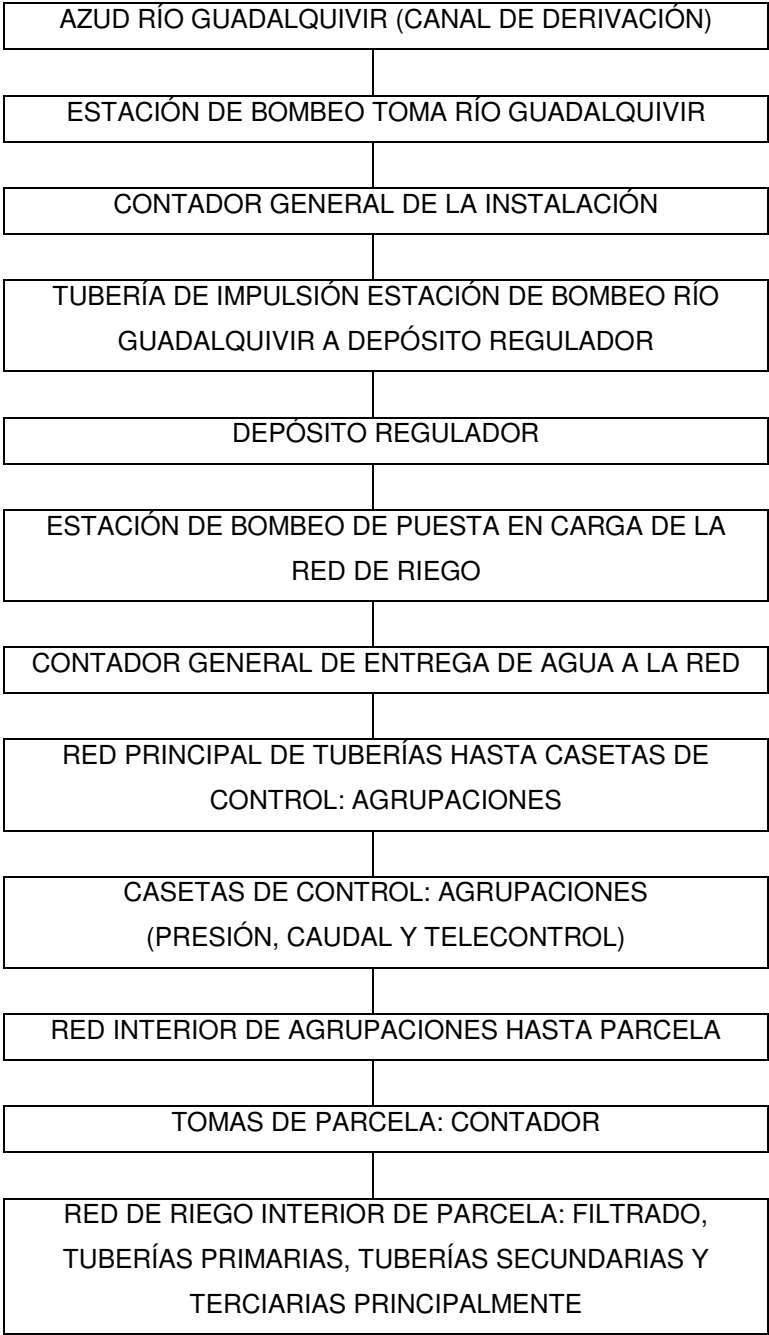 AZUD RÍO GUADALQUIVIR (CANAL DE DERIVACIÓN)
ESTACIÓN DE BOMBEO TOMA RÍO GUADALQUIVIR
CONTADOR GENERAL DE LA INSTALACIÓN
TUBERÍA DE IMPULSIÓN ESTACIÓN DE BOMBEO RÍO
GUADALQUIVIR A DEPÓSITO REGULADOR
DEPÓSITO REGULADOR
ESTACIÓN DE BOMBEO DE PUESTA EN CARGA DE LA
RED DE RIEGO
CONTADOR GENERAL DE ENTREGA DE AGUA A LA RED
RED PRINCIPAL DE TUBERÍAS HASTA CASETAS DE
CONTROL: AGRUPACIONES
CASETAS DE CONTROL: AGRUPACIONES
(PRESIÓN, CAUDAL Y TELECONTROL)
RED INTERIOR DE AGRUPACIONES HASTA PARCELA
TOMAS DE PARCELA: CONTADOR
RED DE RIEGO INTERIOR DE PARCELA: FILTRADO,
TUBERÍAS PRIMARIAS, TUBERÍAS SECUNDARIAS Y
TERCIARIAS PRINCIPALMENTE